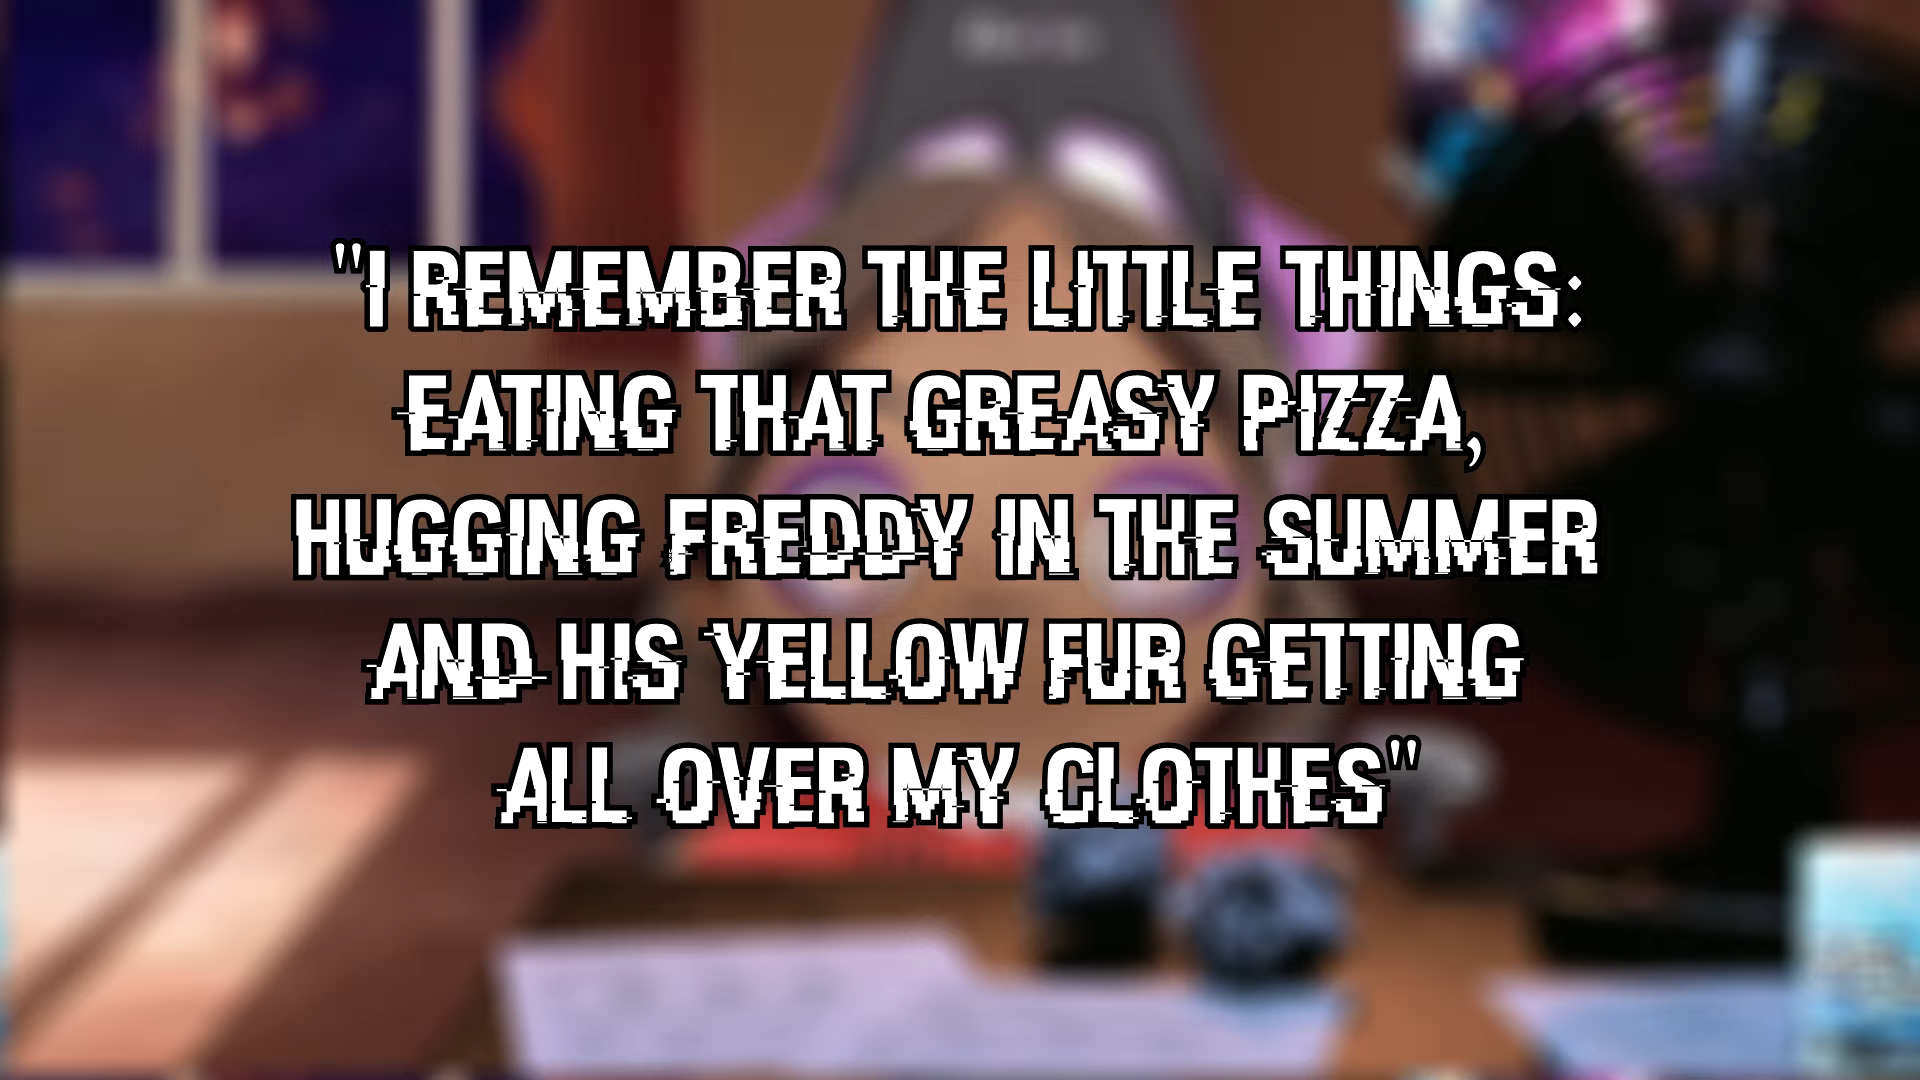 "I REMEMBER THE LITTLE THINGS:
EATING THAT GREASY PIZZA,
HUGGING FREDDY IN THE SUMMER
AND HIS YELLOW FUR GETTING
ALL OVER MY CLOTHES"